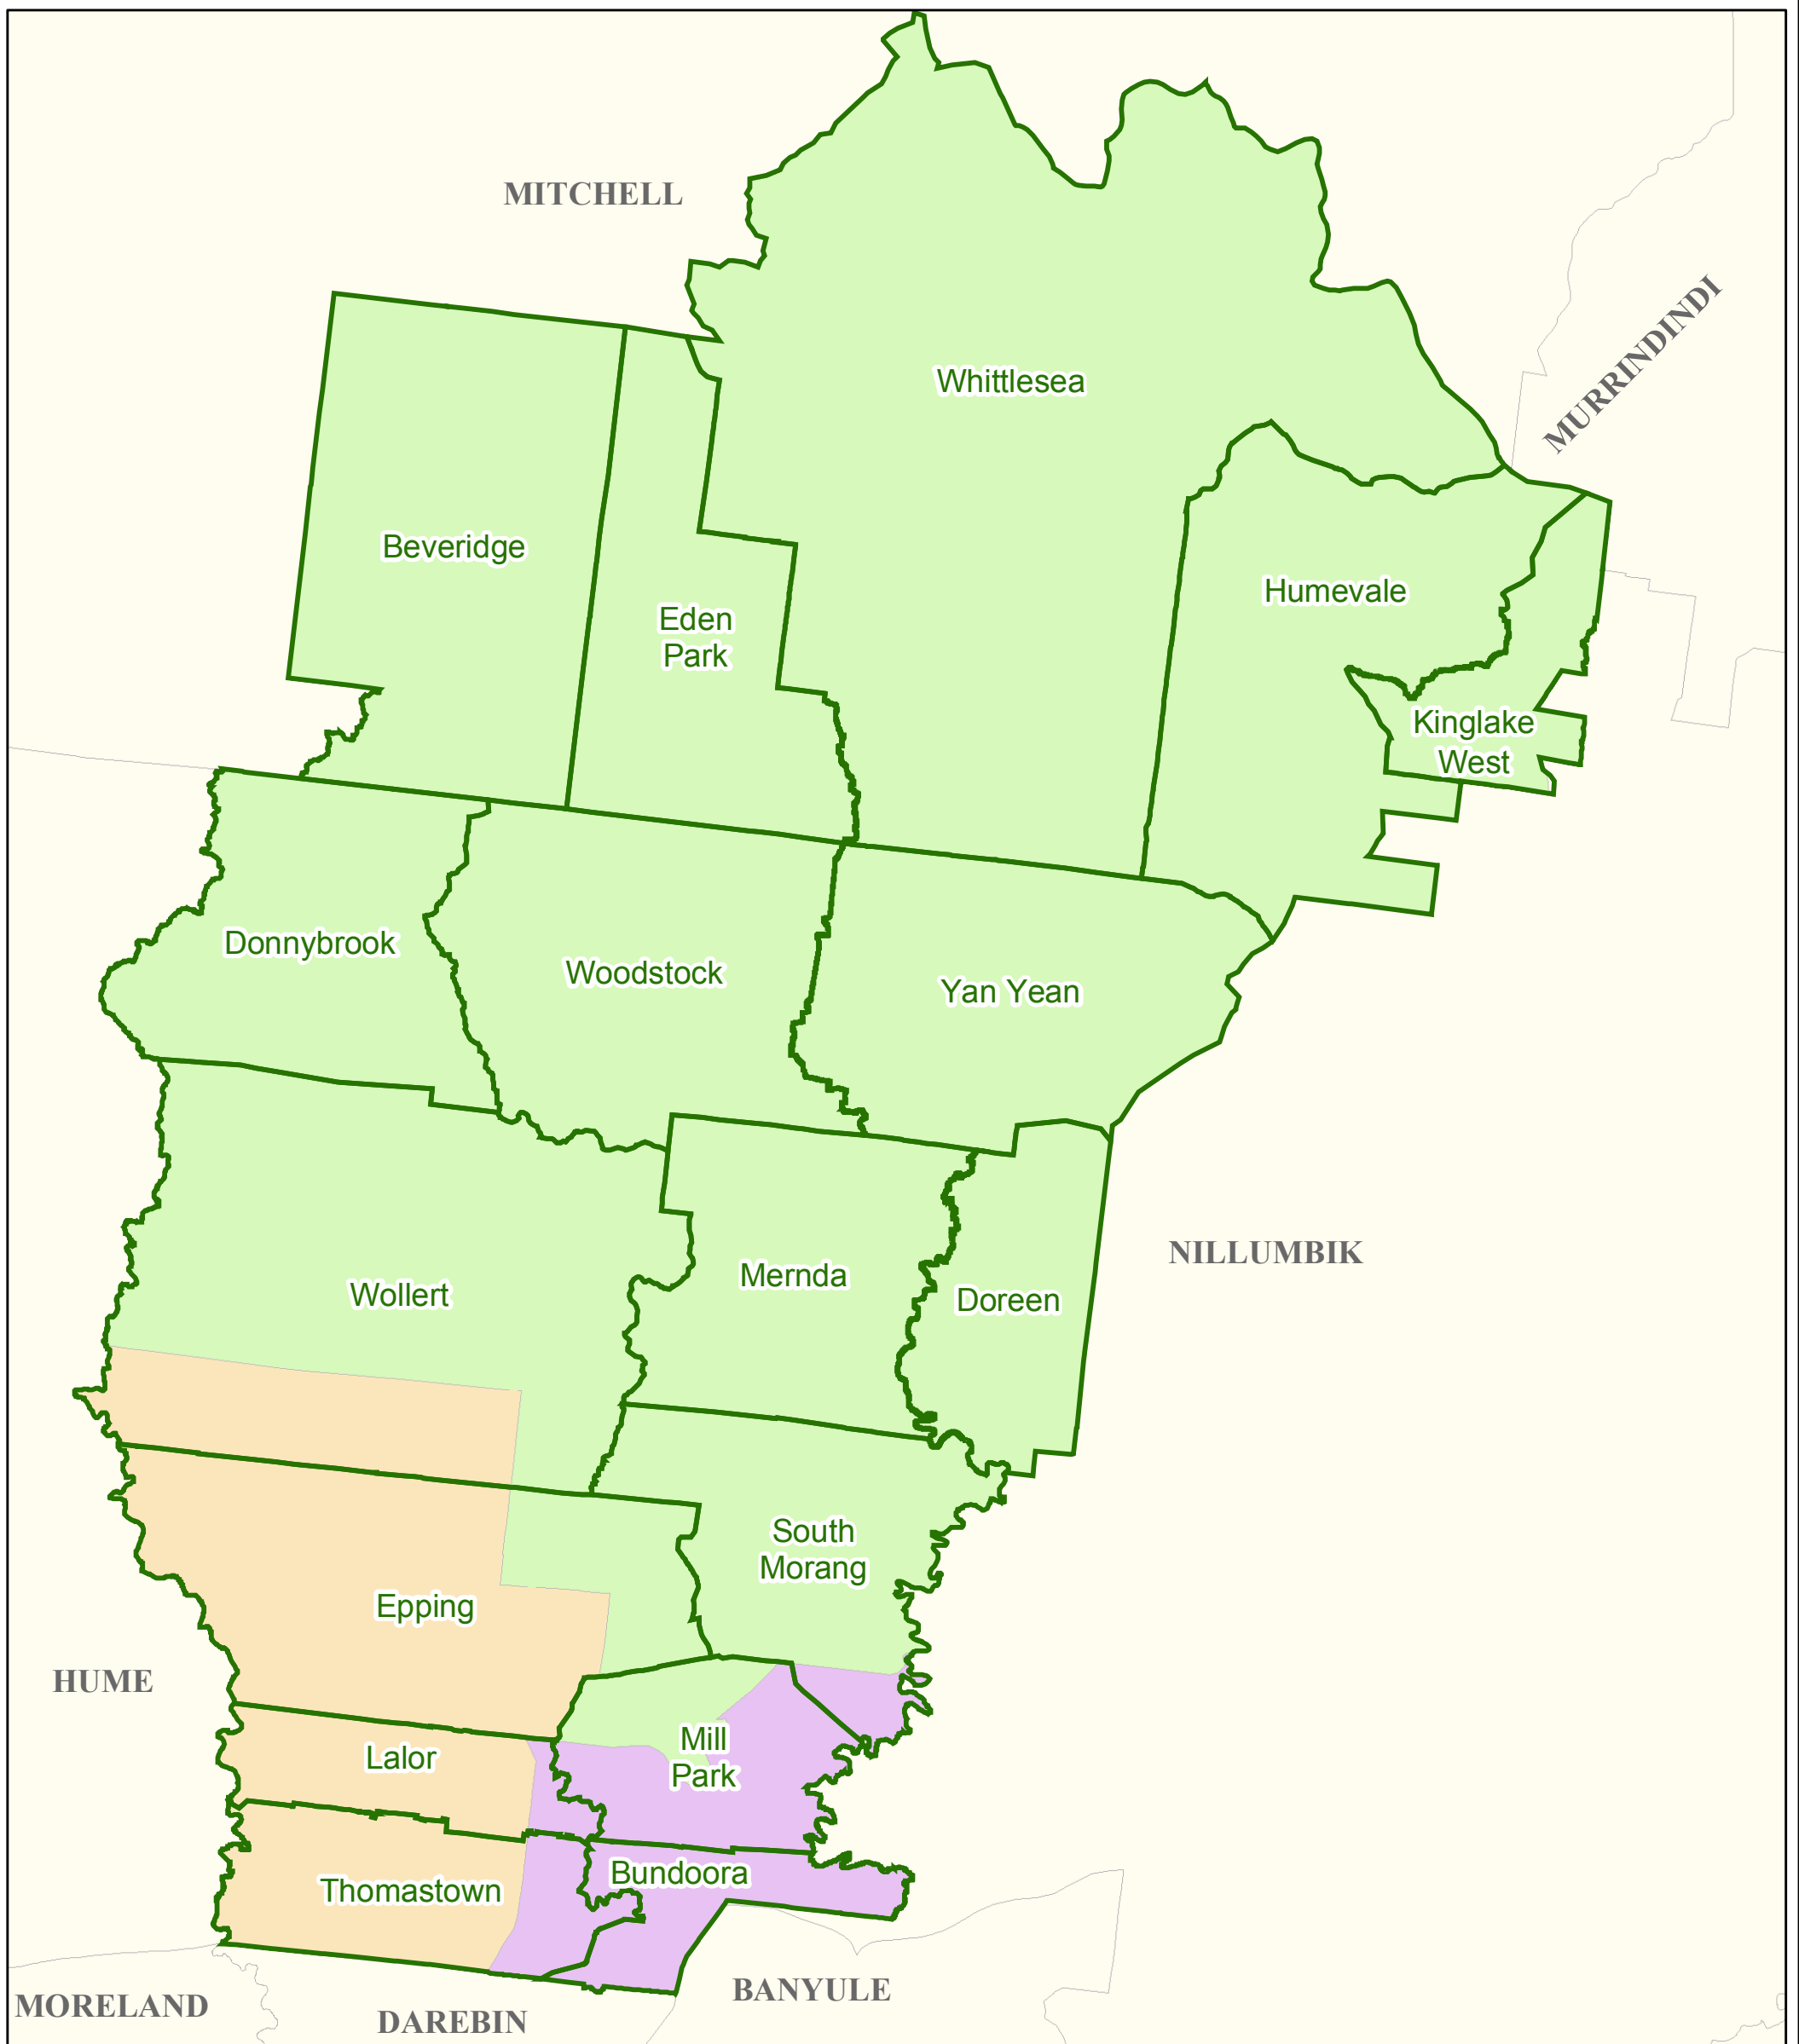 MITCHELL
MURRINDINDI
Whittlesea
Beveridge
Humevale
Eden
Park
Kinglake
West
Donnybrook
Woodstock
Yan Yean
NILLUMBIK
Mernda
Wollert
Doreen
South
Morang
Epping
HUME
Mill
Park
Lalor
Bundoora
Thomastown
BANYULE
MORELAND
DAREBIN